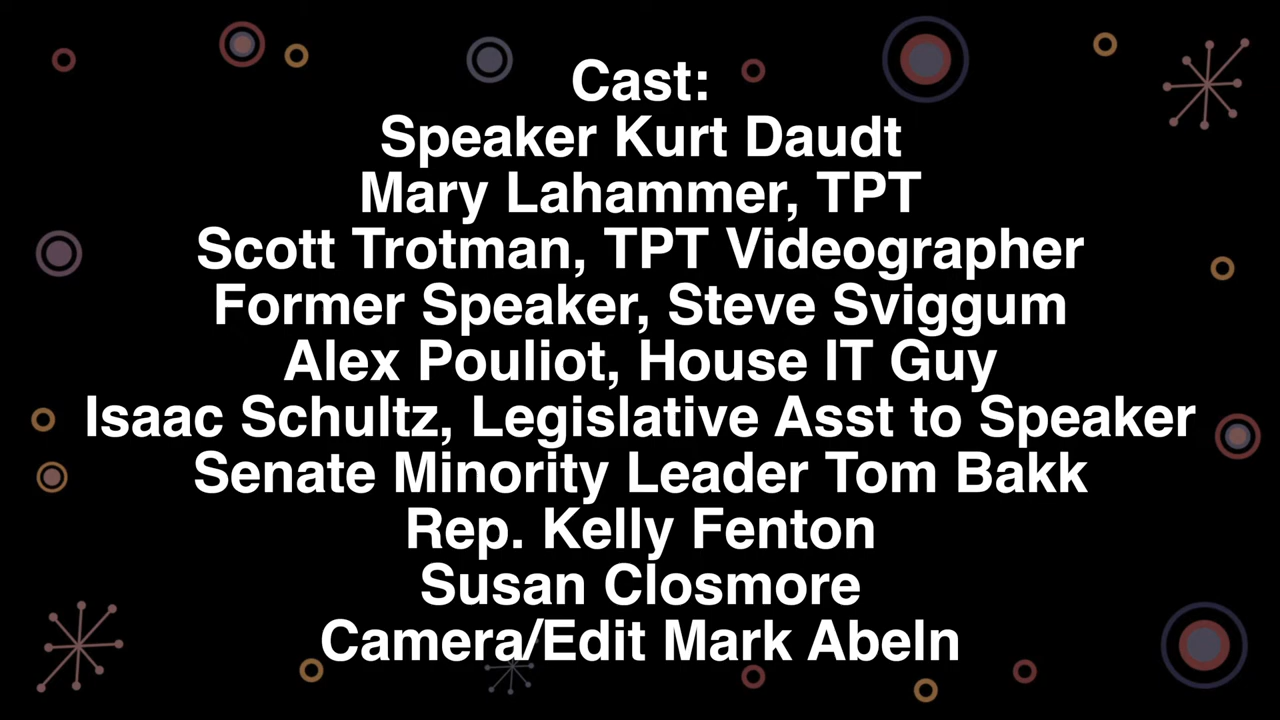 Cast:
Speaker Kurt Daudt
Mary Lahammer, TPT
Scott Trotman, TPT Videographer
Former Speaker, Steve Sviggum
Alex Pouliot, House IT Guy
Isaac Schultz, Legislative Asst to Speaker
Senate Minority Leader Tom Bakk
Rep. Kelly Fenton
Susan Closmore
Camera/Edit Mark Abeln